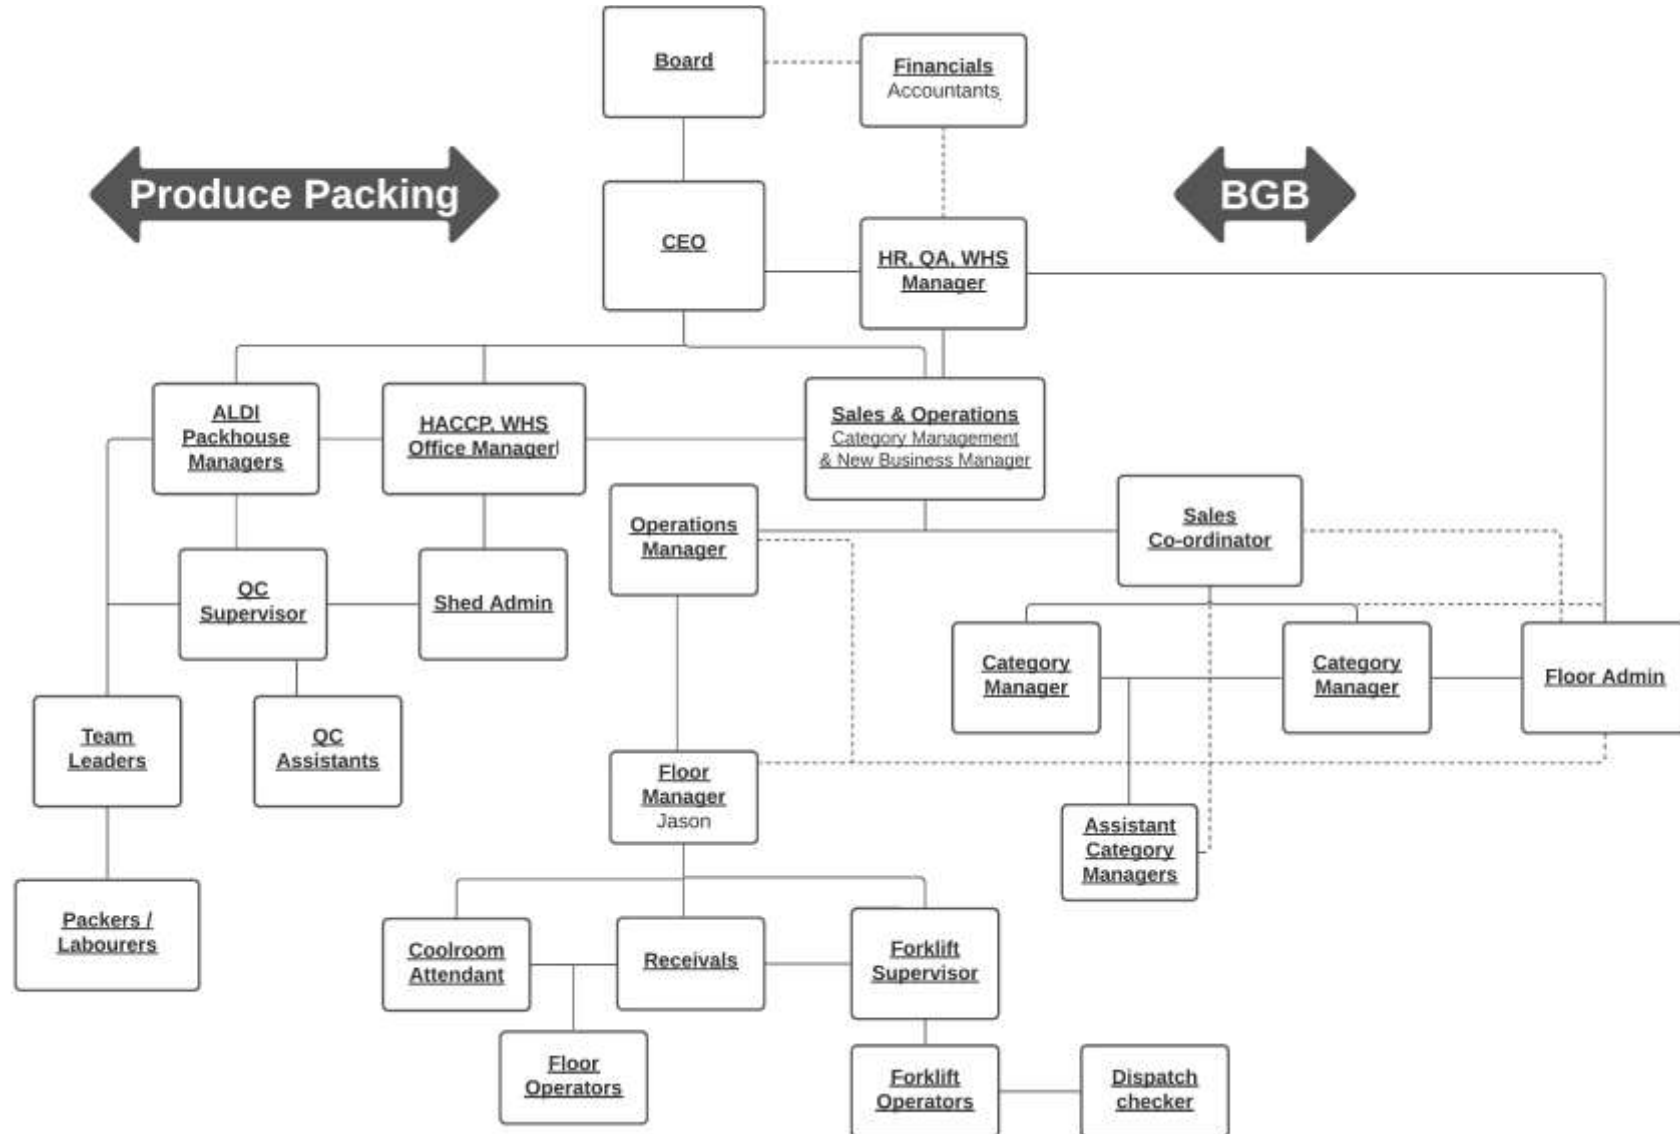 Board
Financials
Accountants
Produce Packing
BGB
CEO
HR, QA, WHS
Manager
ALDI
Packhouse
Managers
HACCP, WHS
Office Manager
Sales & Operations
Category Management
& New Business Manager
Operations
Manager
Sales
Co-ordinator
QC
Supervisor
Shed Admin
Category
Manager
Category
Manager
Floor Admin
Team
Leaders
QC
Assistants
Floor
Manager
Jason
Assistant
Category
Managers
Packers /
Labourers
Coolroom
Attendant
Receivals
Forklift
Supervisor
Floor
Operators
Forklift
Operators
Dispatch
checker